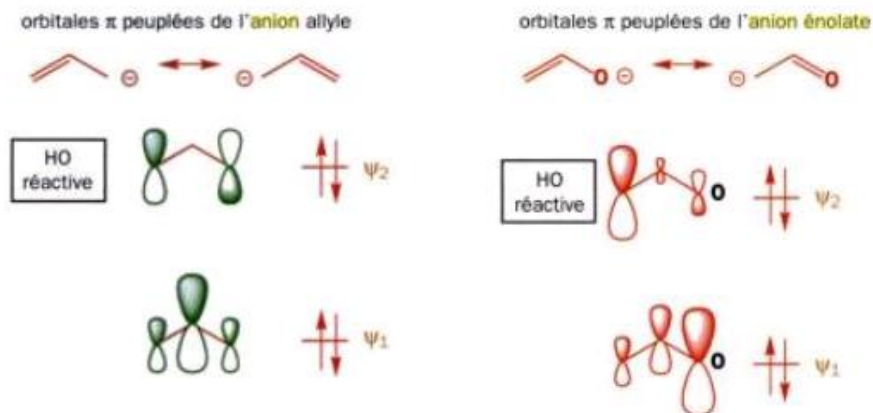 orbitales π peuplées de l'anion allyle
⊖ ⊖
HO
réactive
Ψ2
Ψ1
orbitales π peuplées de l'anion énolate
O ⊖ ⊖ O
HO
réactive
O
Ψ2
O
Ψ1